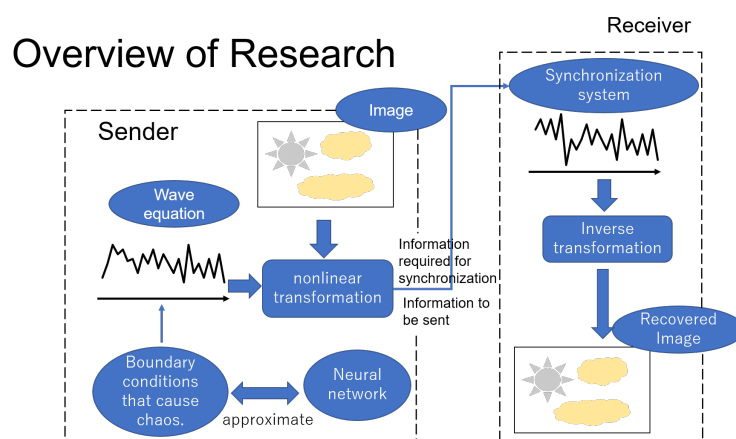 Overview of Research
Sender
Image
Wave
equation
nonlinear
transformation
Information
required for
synchronization
Information to
be sent
Boundary
conditions
that cause
chaos.
approximate
Neural
network
Receiver
Synchronization
system
Inverse
transformation
Recovered
Image